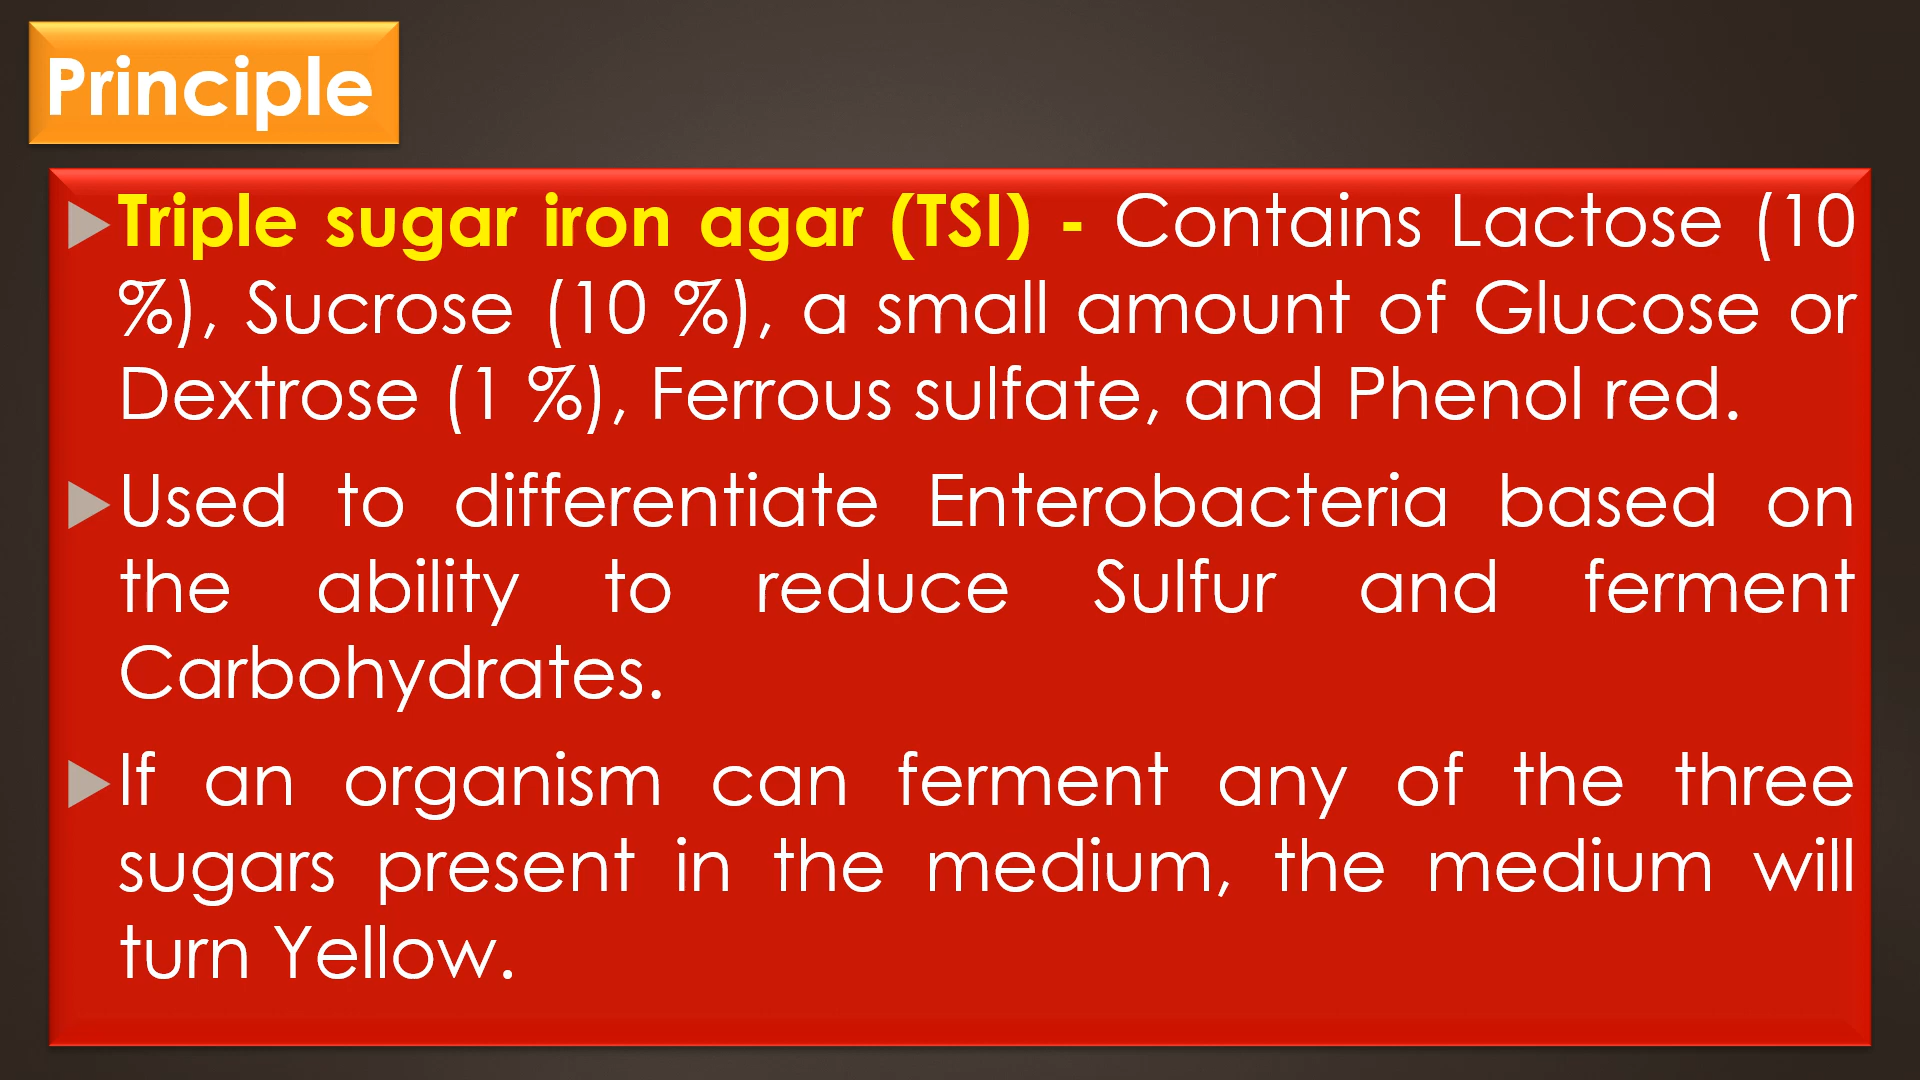 Principle
Triple sugar iron agar (TSI) - Contains Lactose (10
%), Sucrose (10 %), a small amount of Glucose or
Dextrose (1 %), Ferrous sulfate, and Phenol red.
Used to differentiate Enterobacteria based on
the ability to reduce Sulfur and ferment
Carbohydrates.
If an organism can ferment any of the three
sugars present in the medium, the medium will
turn Yellow.